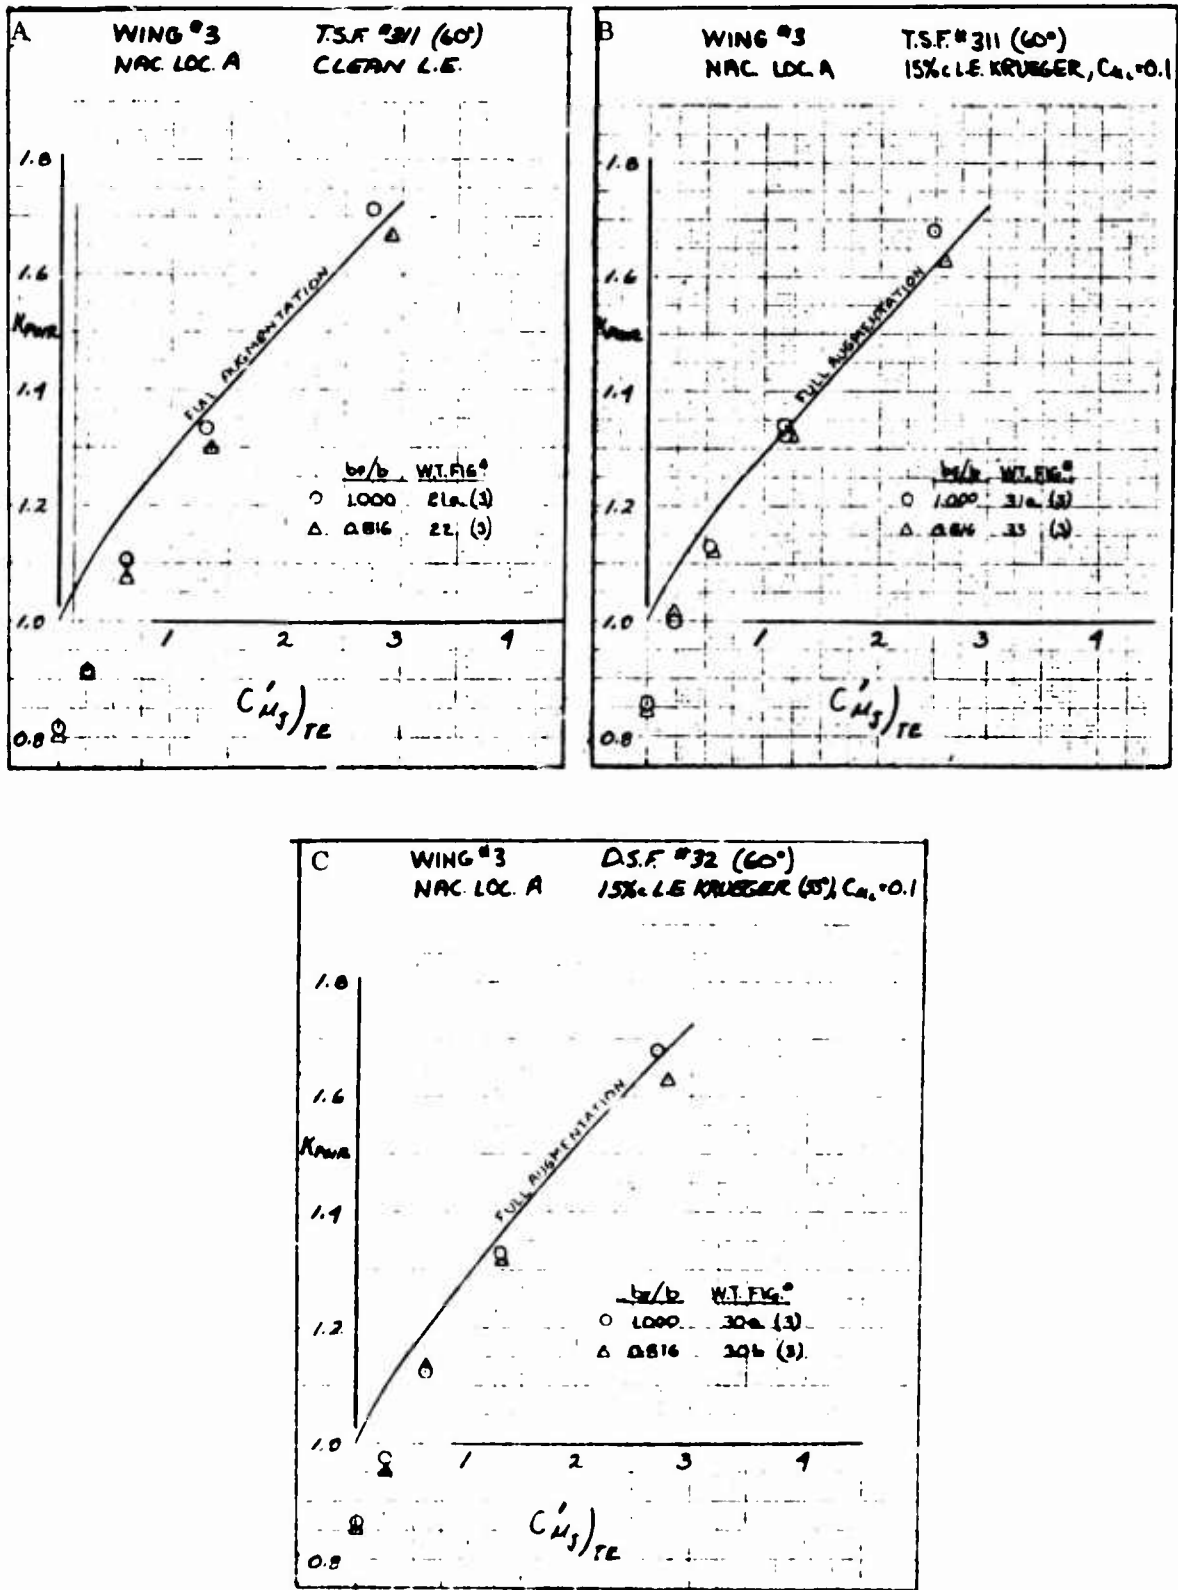 A
WING #3 T.S.F. #311 (60°)
NAC. LOC. A CLEAN L.E.
1.8
1.6
KPWR
1.4
1.2
1.0
0.8
FULL AUGMENTATION
bF/b W.T. FIG#
○ 1.000 21a (3)
△ 0.816 22 (3)
1 2 3 4
C'μJ)TE
B
WING #3 T.S.F. #311 (60°)
NAC. LOC. A 15%c L.E. KRUEGER, Cμ =0.1
1.8
1.6
KPWR
1.4
1.2
1.0
0.8
FULL AUGMENTATION
bF/b W.T. FIG.#
○ 1.000 31a (3)
△ 0.816 33 (3)
1 2 3 4
C'μJ)TE
C
WING #3 D.S.F. #32 (60°)
NAC. LOC. A 15%c L.E KRUEGER (55°), Cμ =0.1
1.8
1.6
KPWR
1.4
1.2
1.0
0.8
FULL AUGMENTATION
bF/b W.T. FIG.#
○ 1.000 30a (3)
△ 0.816 30b (3)
1 2 3 4
C'μJ)TE